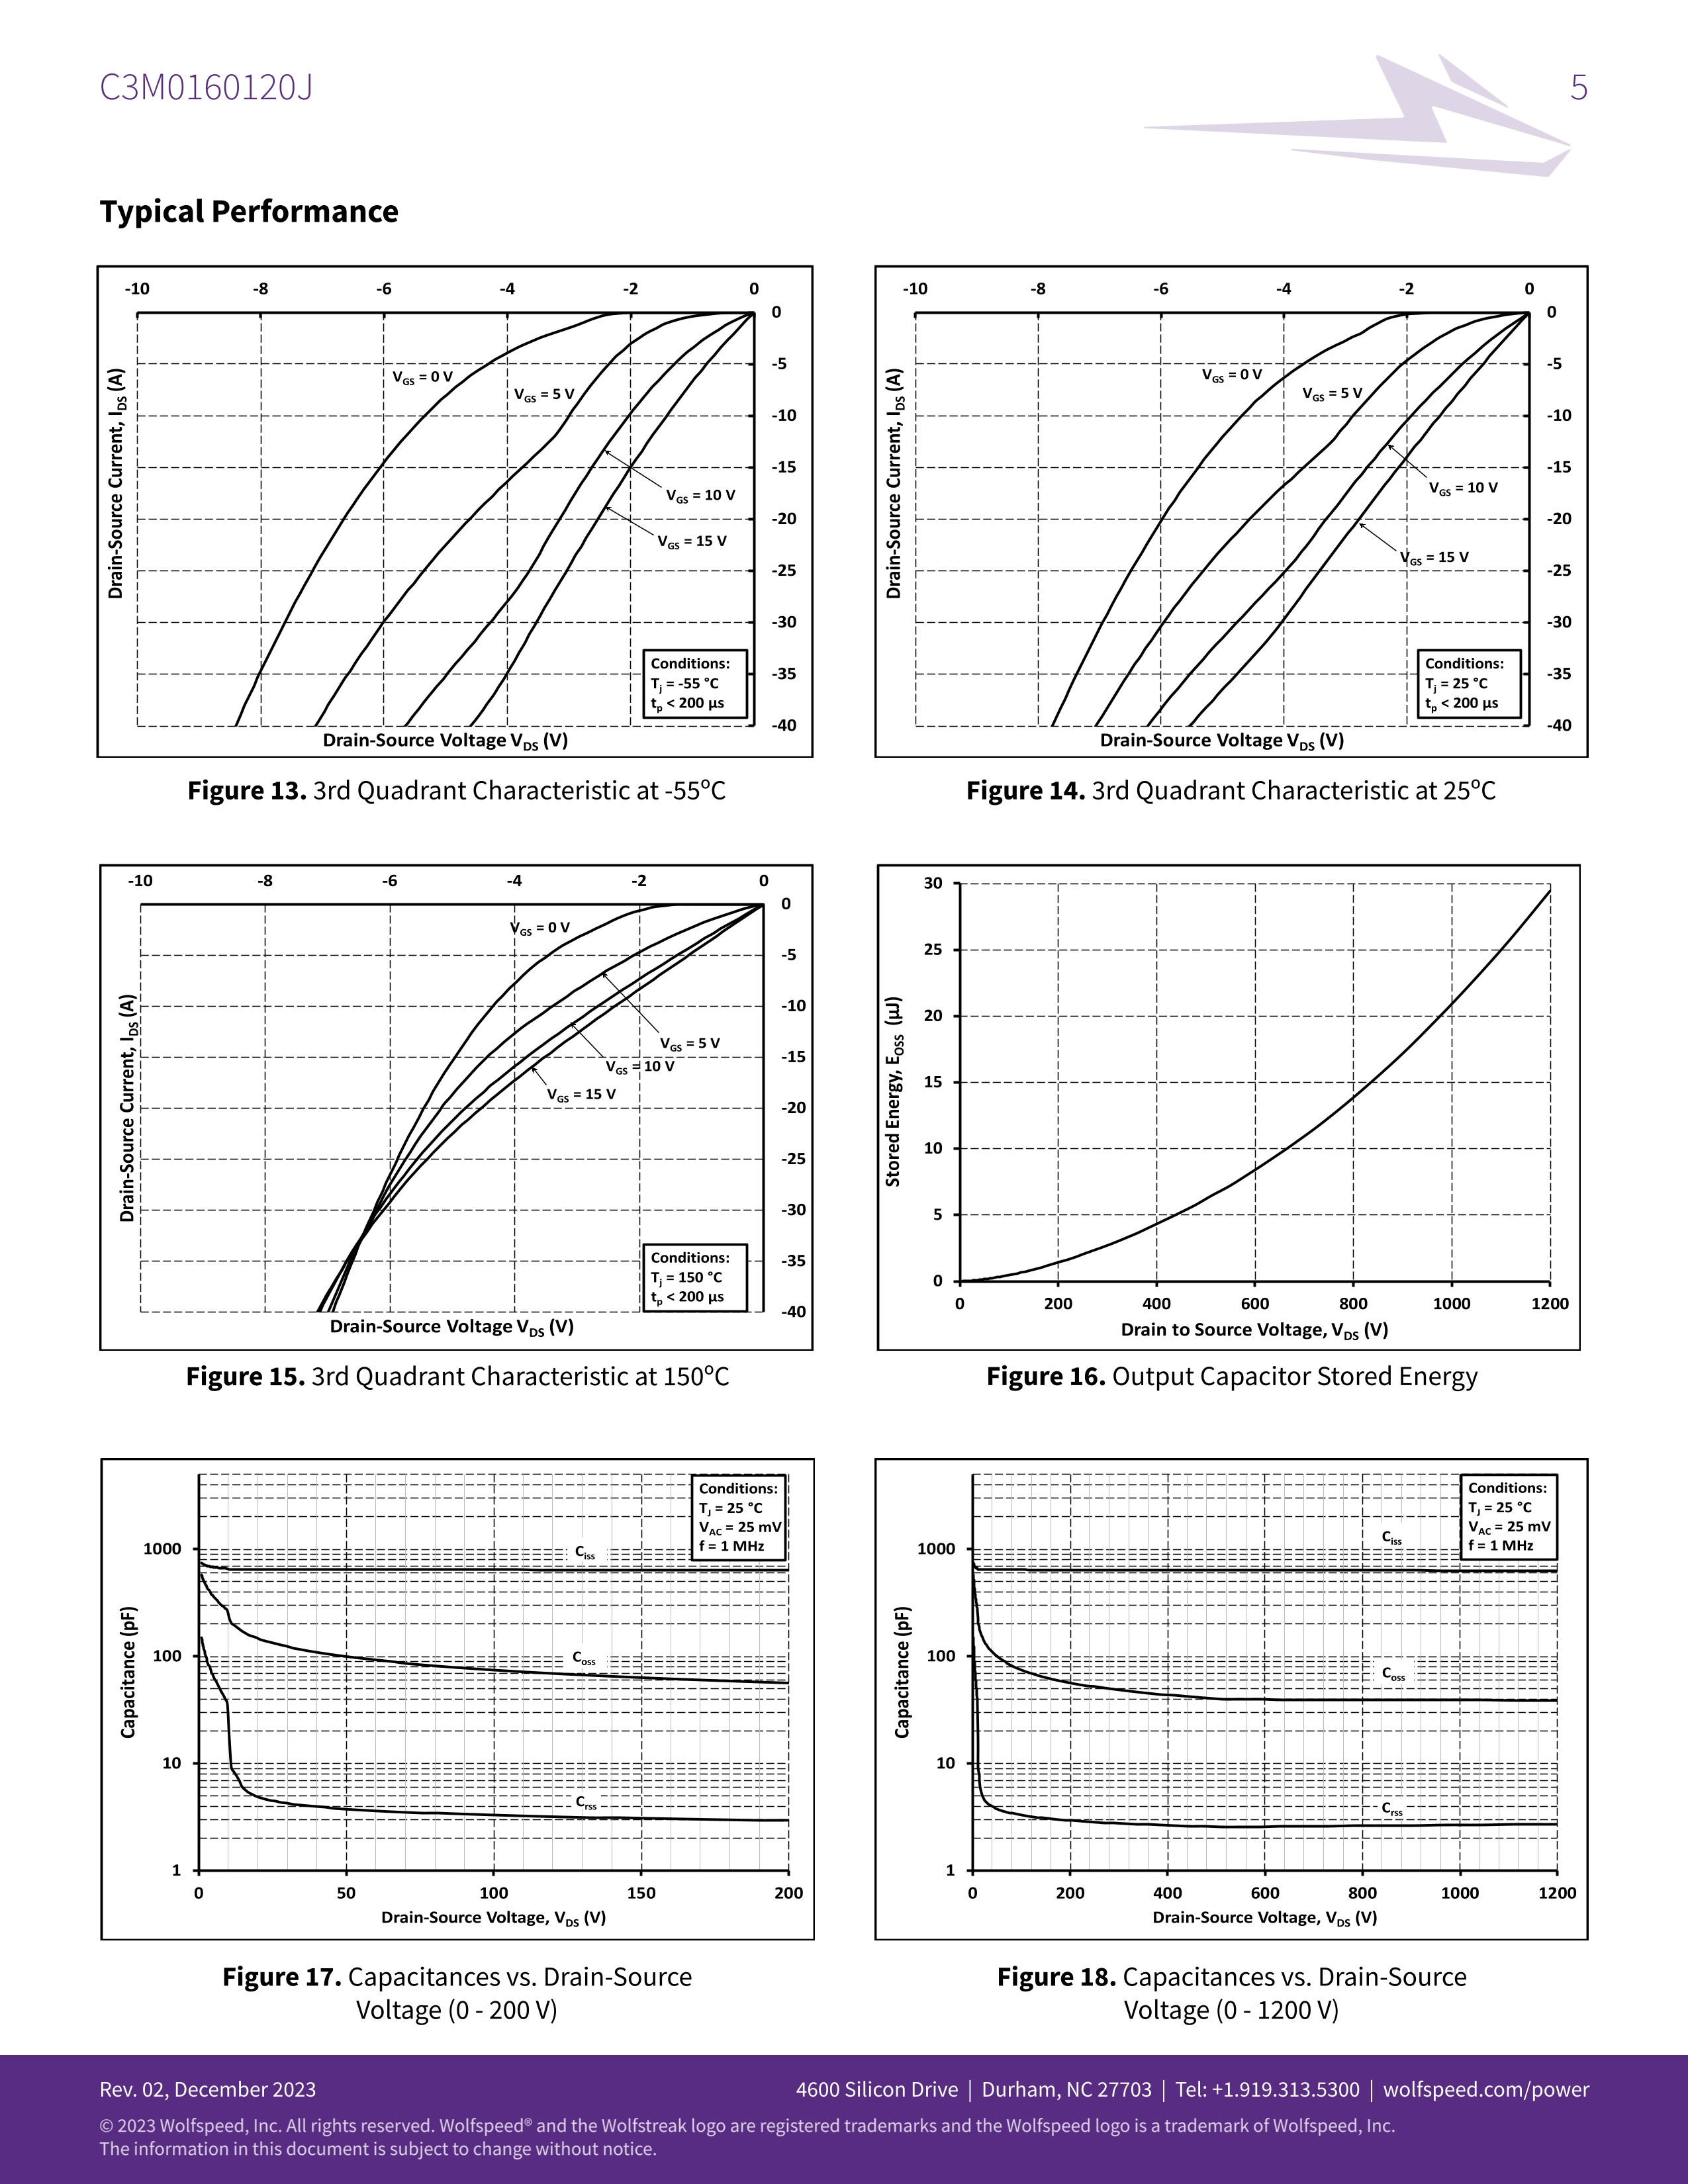 C3M0160120J
5
Typical Performance
-10 -8 -6 -4 -2 0
0
-5
-10
-15
-20
-25
-30
-35
-40
Drain-Source Current, IDS (A)
VGS = 0 V
VGS = 5 V
VGS = 10 V
VGS = 15 V
Conditions:
Tj = -55 °C
tp < 200 µs
Drain-Source Voltage VDS (V)
Figure 13. 3rd Quadrant Characteristic at -55ºC
-10 -8 -6 -4 -2 0
0
-5
-10
-15
-20
-25
-30
-35
-40
Drain-Source Current, IDS (A)
VGS = 0 V
VGS = 5 V
VGS = 10 V
VGS = 15 V
Conditions:
Tj = 25 °C
tp < 200 µs
Drain-Source Voltage VDS (V)
Figure 14. 3rd Quadrant Characteristic at 25ºC
-10 -8 -6 -4 -2 0
0
-5
-10
-15
-20
-25
-30
-35
-40
Drain-Source Current, IDS (A)
VGS = 0 V
VGS = 5 V
VGS = 10 V
VGS = 15 V
Conditions:
Tj = 150 °C
tp < 200 µs
Drain-Source Voltage VDS (V)
Figure 15. 3rd Quadrant Characteristic at 150ºC
30
25
20
15
10
5
0
Stored Energy, EOSS (µJ)
0 200 400 600 800 1000 1200
Drain to Source Voltage, VDS (V)
Figure 16. Output Capacitor Stored Energy
Conditions:
TJ = 25 °C
VAC = 25 mV
f = 1 MHz
1000
100
10
1
Capacitance (pF)
Ciss
Coss
Crss
0 50 100 150 200
Drain-Source Voltage, VDS (V)
Figure 17. Capacitances vs. Drain-Source
Voltage (0 - 200 V)
Conditions:
TJ = 25 °C
VAC = 25 mV
f = 1 MHz
1000
100
10
1
Capacitance (pF)
Ciss
Coss
Crss
0 200 400 600 800 1000 1200
Drain-Source Voltage, VDS (V)
Figure 18. Capacitances vs. Drain-Source
Voltage (0 - 1200 V)
Rev. 02, December 2023
4600 Silicon Drive | Durham, NC 27703 | Tel: +1.919.313.5300 | wolfspeed.com/power
© 2023 Wolfspeed, Inc. All rights reserved. Wolfspeed® and the Wolfstreak logo are registered trademarks and the Wolfspeed logo is a trademark of Wolfspeed, Inc.
The information in this document is subject to change without notice.